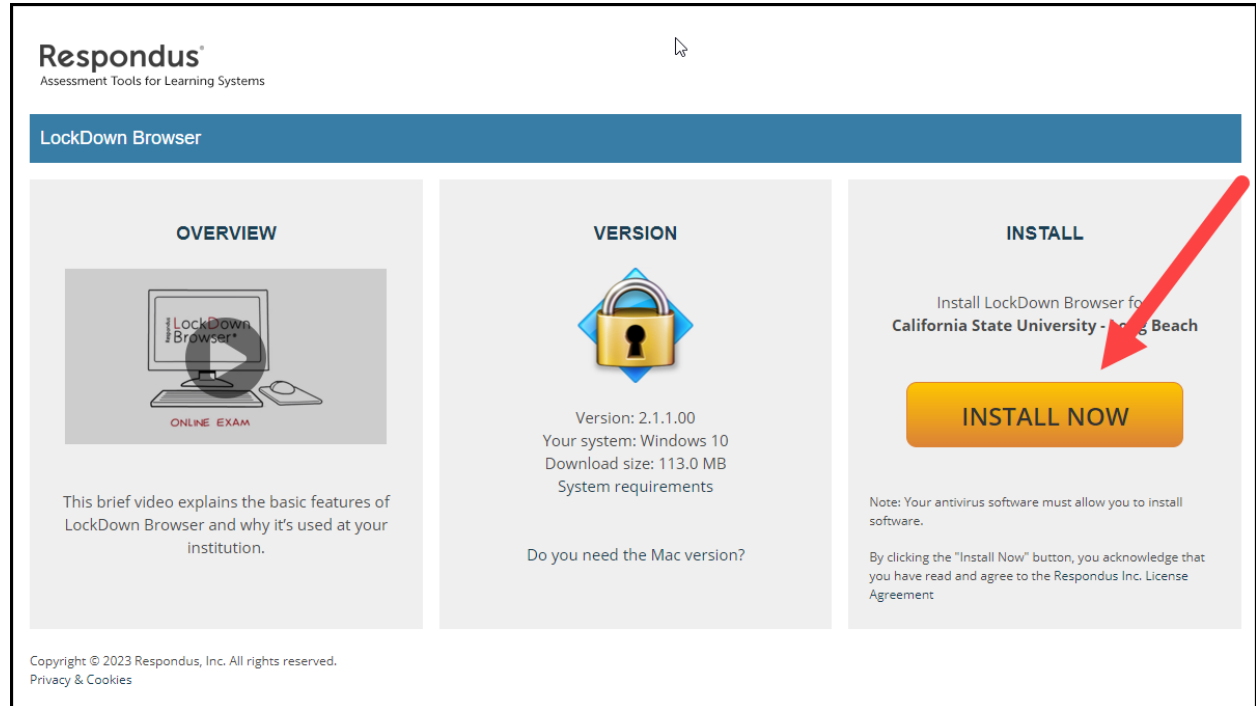 Respondus®
Assessment Tools for Learning Systems
LockDown Browser
OVERVIEW
Respondus
LockDown
Browser®
ONLINE EXAM
This brief video explains the basic features of
LockDown Browser and why it's used at your
institution.
VERSION
Version: 2.1.1.00
Your system: Windows 10
Download size: 113.0 MB
System requirements
Do you need the Mac version?
INSTALL
Install LockDown Browser fo
California State University - Long Beach
INSTALL NOW
Note: Your antivirus software must allow you to install
software.
By clicking the "Install Now" button, you acknowledge that
you have read and agree to the Respondus Inc. License
Agreement
Copyright © 2023 Respondus, Inc. All rights reserved.
Privacy & Cookies